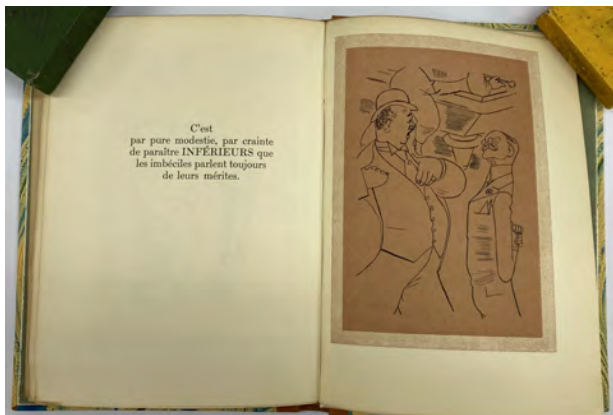 C'est
par pure modestie, par crainte
de paraître INFÉRIEURS que
les imbéciles parlent toujours
de leurs mérites.